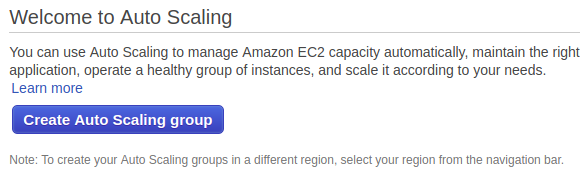 Welcome to Auto Scaling
You can use Auto Scaling to manage Amazon EC2 capacity automatically, maintain the right
application, operate a healthy group of instances, and scale it according to your needs.
Learn more
Create Auto Scaling group
Note: To create your Auto Scaling groups in a different region, select your region from the navigation bar.